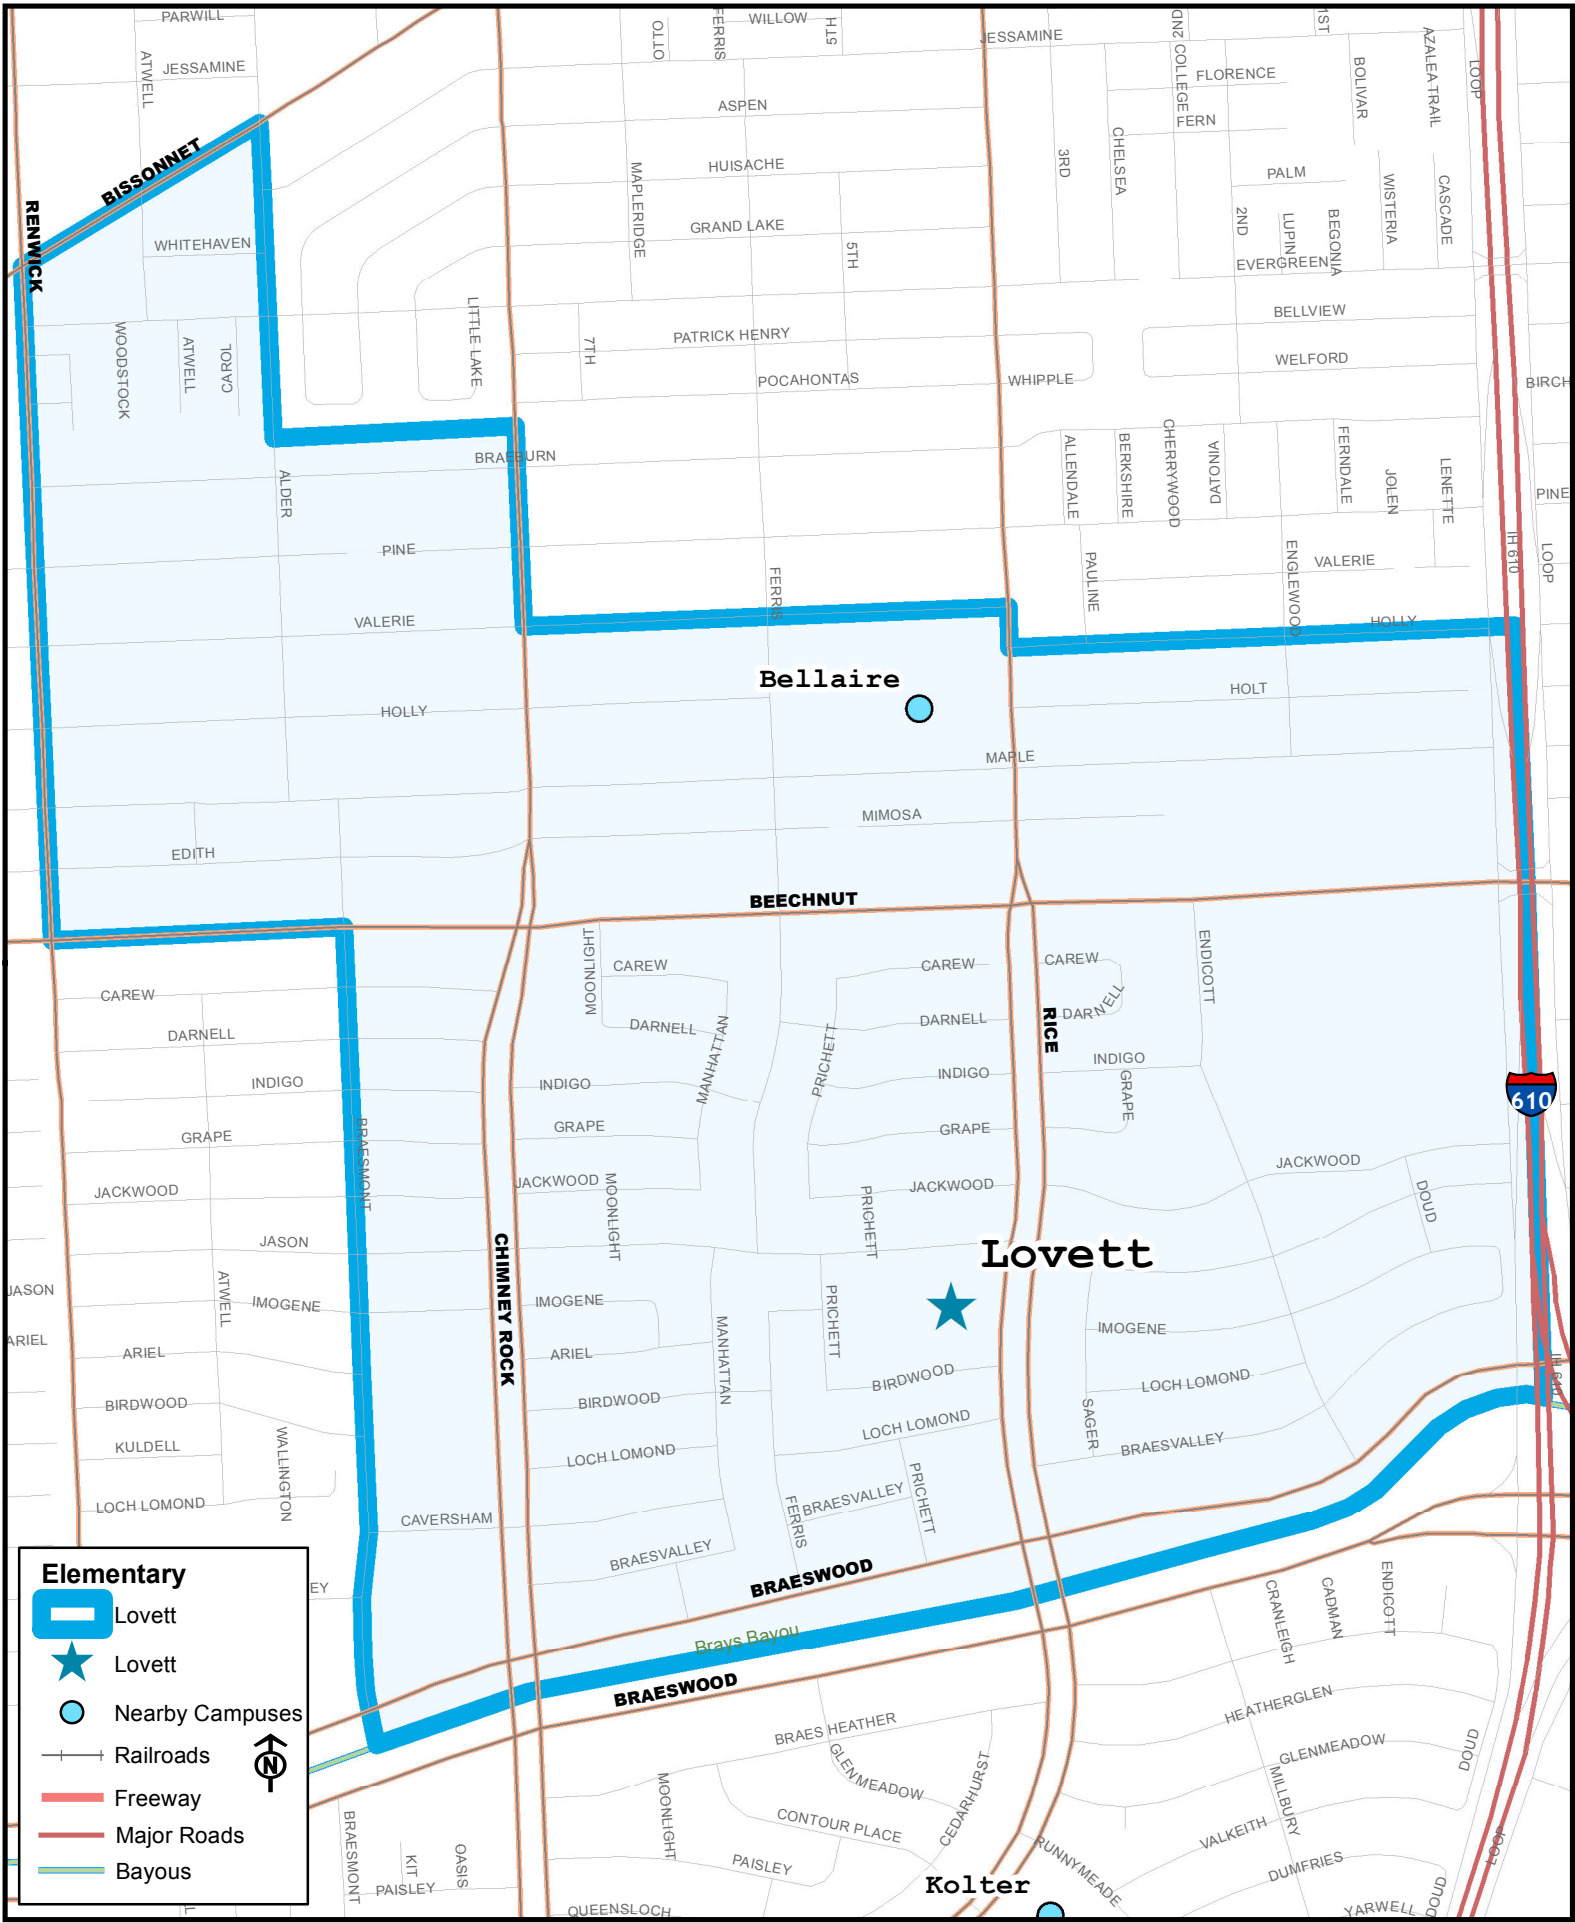 PARWILL
WILLOW
OTTO
FERRIS
5TH
JESSAMINE
2ND
1ST
ATWELL
JESSAMINE
COLLEGE
FLORENCE
BOLIVAR
AZALEA TRAIL
LOOP
ASPEN
FERN
BISSONNET
HUISACHE
3RD
CHELSEA
PALM
MAPLERIDGE
WISTERIA
CASCADE
RENWICK
WHITEHAVEN
GRAND LAKE
5TH
2ND
LUPIN
BEGONIA
EVERGREEN
BELLVIEW
LITTLE LAKE
WOODSTOCK
ATWELL
CAROL
7TH
PATRICK HENRY
WELFORD
POCAHONTAS
WHIPPLE
BIRCH
BRAEBURN
ALDER
ALLENDALE
BERKSHIRE
CHERRYWOOD
DATONIA
FERNDALE
JOLEN
LENETTE
PINE
PINE
PAULINE
ENGLEWOOD
VALERIE
IH 610
LOOP
FERRIS
VALERIE
HOLLY
Bellaire
HOLT
HOLLY
MAPLE
MIMOSA
EDITH
BEECHNUT
MOONLIGHT
CAREW
CAREW
CAREW
ENDICOTT
CAREW
DARNELL
DARNELL
DARNELL
DARNELL
RICE
MANHATTAN
PRICHETT
INDIGO
INDIGO
INDIGO
INDIGO
GRAPE
610
GRAPE
GRAPE
GRAPE
BRAESMONT
JACKWOOD
JACKWOOD
JACKWOOD
JACKWOOD
MOONLIGHT
PRICHETT
DOUD
JASON
CHIMNEY ROCK
Lovett
JASON
ATWELL
IMOGENE
IMOGENE
PRICHETT
IMOGENE
ARIEL
ARIEL
ARIEL
MANHATTAN
IH 610
BIRDWOOD
BIRDWOOD
BIRDWOOD
LOCH LOMOND
KULDELL
WALLINGTON
LOCH LOMOND
LOCH LOMOND
SAGER
BRAESVALLEY
LOCH LOMOND
CAVERSHAM
BRAESVALLEY
FERRIS
PRICHETT
BRAESVALLEY
BRAESWOOD
EY
CRANLEIGH
CADMAN
ENDICOTT
Brays Bayou
BRAESWOOD
HEATHERGLEN
BRAES HEATHER
GLENMEADOW
GLENMEADOW
DOUD
MOONLIGHT
CEDARHURST
MILLBURY
CONTOUR PLACE
VALKEITH
BRAESMONT
KIT
OASIS
PAISLEY
PAISLEY
RUNNYMEADE
DUMFRIES
LOOP
Kolter
DOUD
YARWELL
QUEENSLOCH
Elementary
Lovett
Lovett
Nearby Campuses
Railroads
N
Freeway
Major Roads
Bayous